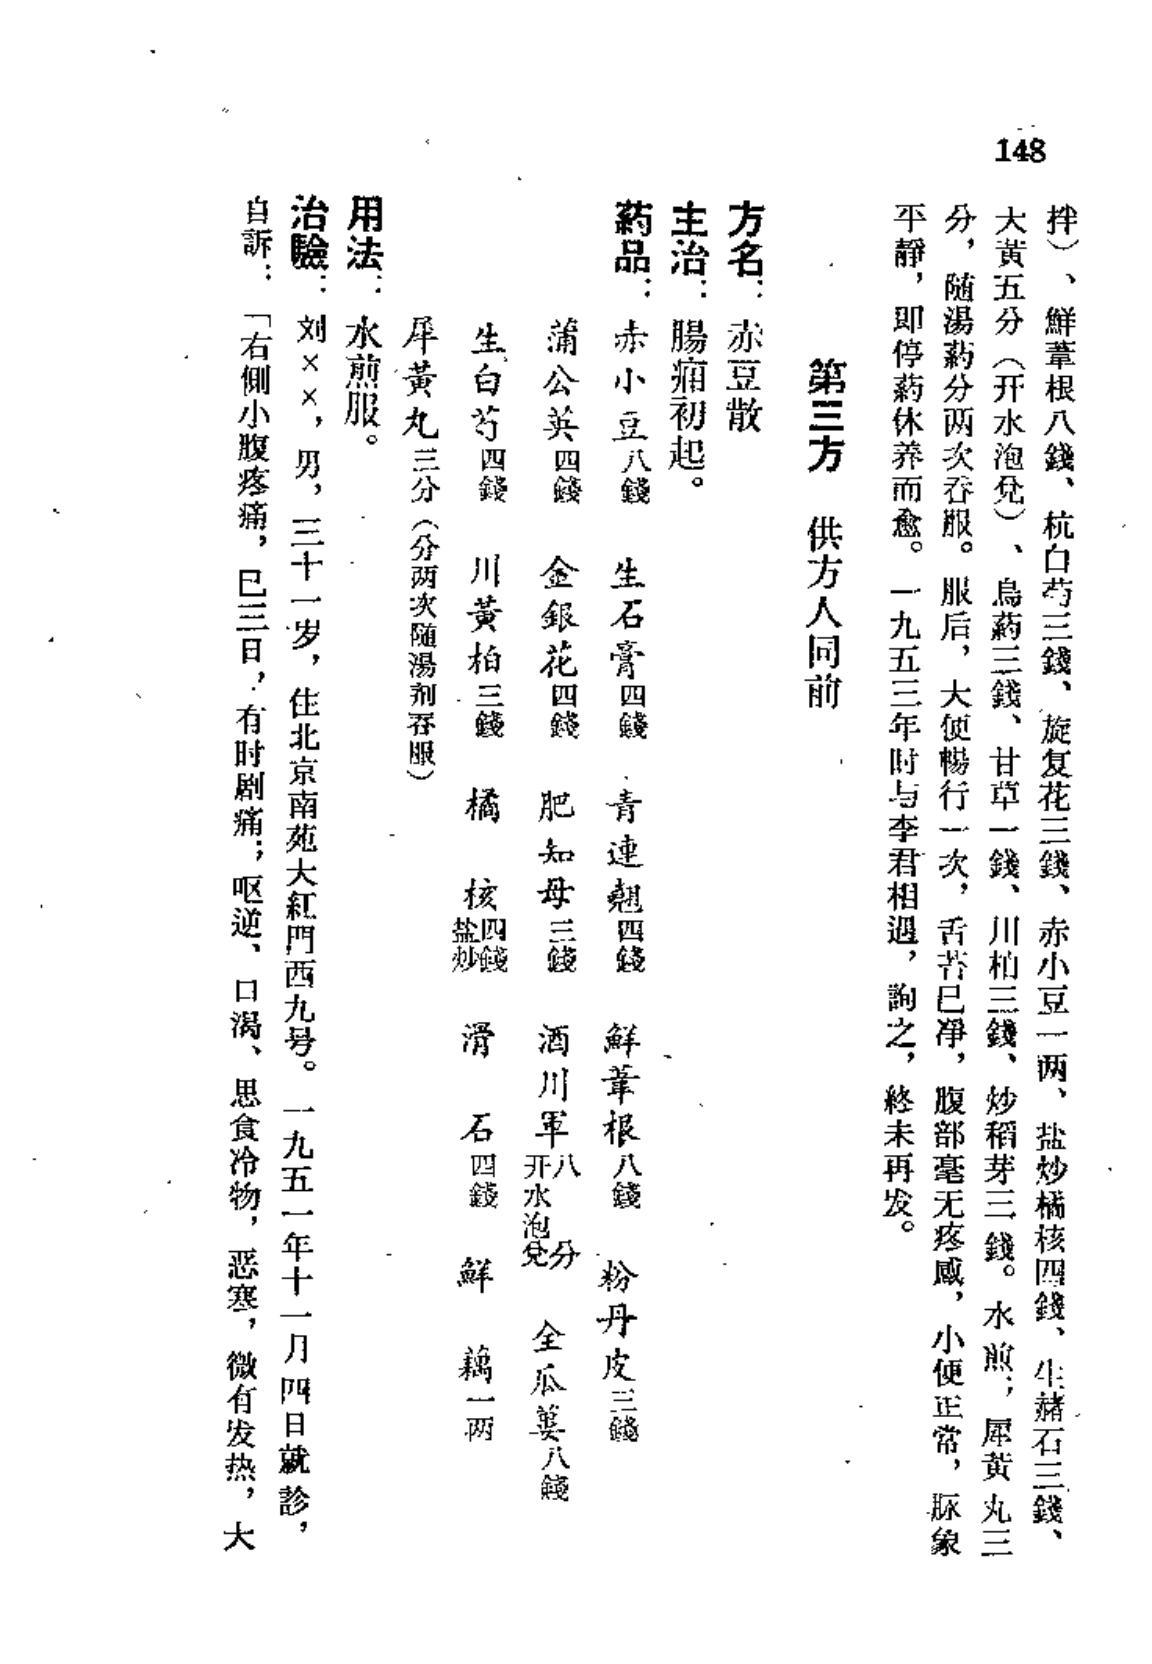 148
拌）、鮮葦根八錢、杭白芍三錢、旋复花三錢、赤小豆一两、盐炒橘核四錢、生赭石三錢、
大黃五分（开水泡兌）、烏葯三錢、甘草一錢、川柏三錢、炒稻芽三錢。水煎；犀黃丸三
分，随湯葯分两次吞服。服后，大便暢行一次，舌苔已凈，腹部毫无疼感，小便正常，脈象
平靜，即停葯休养而愈。一九五三年时与李君相遇，詢之，終未再发。
第三方　供方人同前
方名：赤豆散
主治：腸痈初起。
葯品：赤小豆八錢　生石膏四錢　青連翹四錢　鮮葦根八錢　粉丹皮三錢
蒲公英四錢　金銀花四錢　肥知母三錢　酒川軍八分开水泡兌　全瓜蔞八錢
生白芍四錢　川黃柏三錢　橘核四錢盐炒　滑石四錢　鮮藕一两
犀黃丸三分（分两次随湯剂吞服）
用法：水煎服。
治驗：刘××，男，三十一岁，住北京南苑大紅門西九号。一九五一年十一月四日就診，
自訴：「右側小腹疼痛，已三日，有时剧痛；呕逆、口渴、思食冷物，恶寒，微有发热，大